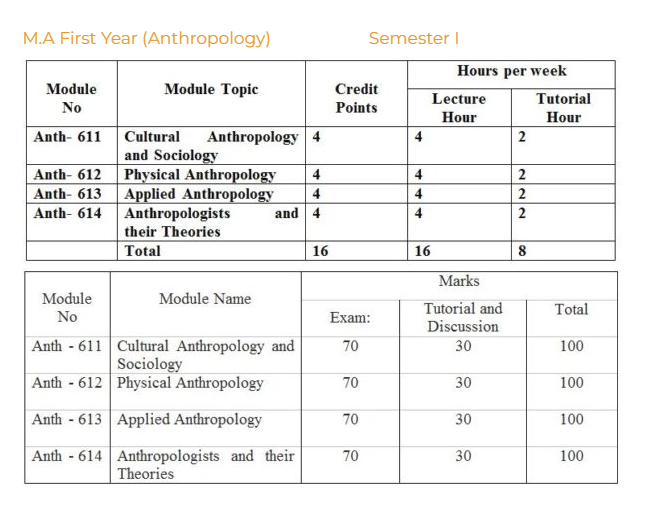 M.A First Year (Anthropology) Semester I
Module No Module Topic Credit Points Hours per week
Lecture Hour Tutorial Hour
Anth- 611 Cultural Anthropology and Sociology 4 4 2
Anth- 612 Physical Anthropology 4 4 2
Anth- 613 Applied Anthropology 4 4 2
Anth- 614 Anthropologists and their Theories 4 4 2
Total 16 16 8
Module No Module Name Marks
Exam: Tutorial and Discussion Total
Anth - 611 Cultural Anthropology and Sociology 70 30 100
Anth - 612 Physical Anthropology 70 30 100
Anth - 613 Applied Anthropology 70 30 100
Anth - 614 Anthropologists and their Theories 70 30 100